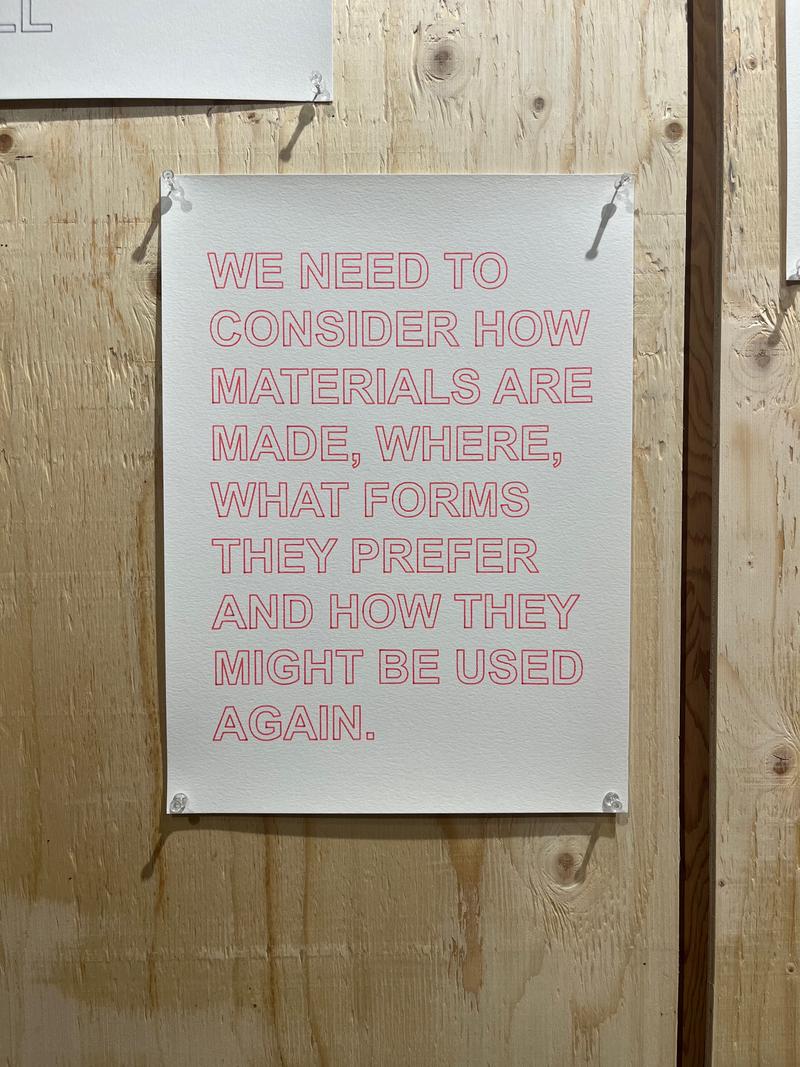 WE NEED TO
CONSIDER HOW
MATERIALS ARE
MADE, WHERE,
WHAT FORMS
THEY PREFER
AND HOW THEY
MIGHT BE USED
AGAIN.